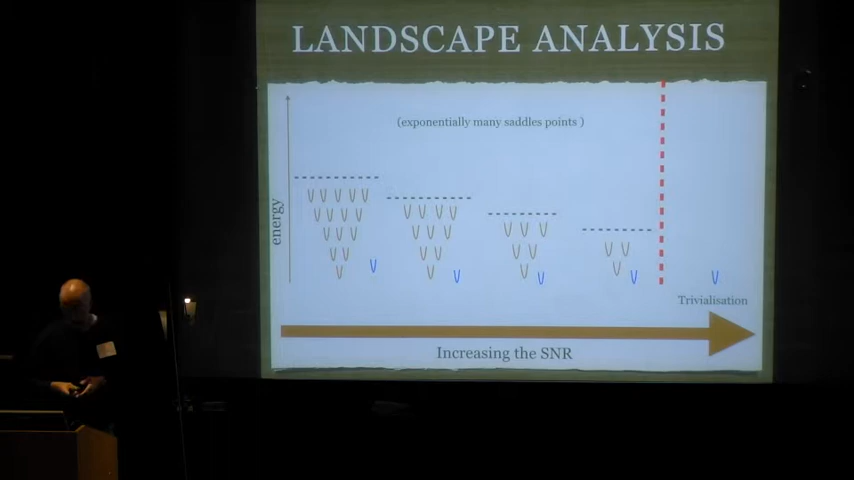 LANDSCAPE ANALYSIS
(exponentially many saddles points )
energy
Trivialisation
Increasing the SNR